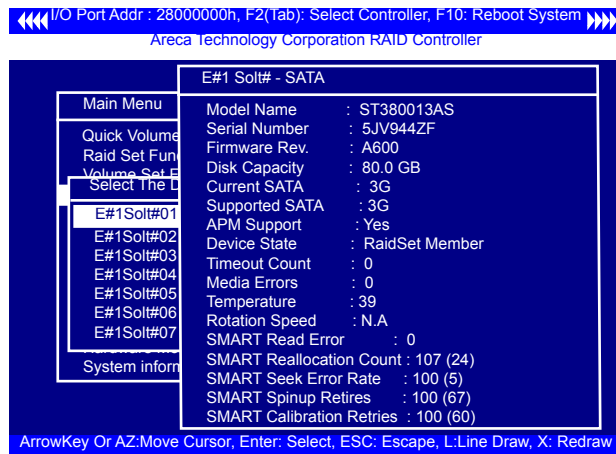 I/O Port Addr : 28000000h, F2(Tab): Select Controller, F10: Reboot System
Areca Technology Corporation RAID Controller
E#1 Solt# - SATA
Main Menu
Quick Volume
Raid Set Fun
Volume Set F
Select The D
E#1Solt#01
E#1Solt#02
E#1Solt#03
E#1Solt#04
E#1Solt#05
E#1Solt#06
E#1Solt#07
System inform
Model Name : ST380013AS
Serial Number : 5JV944ZF
Firmware Rev. : A600
Disk Capacity : 80.0 GB
Current SATA : 3G
Supported SATA : 3G
APM Support : Yes
Device State : RaidSet Member
Timeout Count : 0
Media Errors : 0
Temperature : 39
Rotation Speed : N.A
SMART Read Error : 0
SMART Reallocation Count : 107 (24)
SMART Seek Error Rate : 100 (5)
SMART Spinup Retires : 100 (67)
SMART Calibration Retries : 100 (60)
ArrowKey Or AZ:Move Cursor, Enter: Select, ESC: Escape, L:Line Draw, X: Redraw